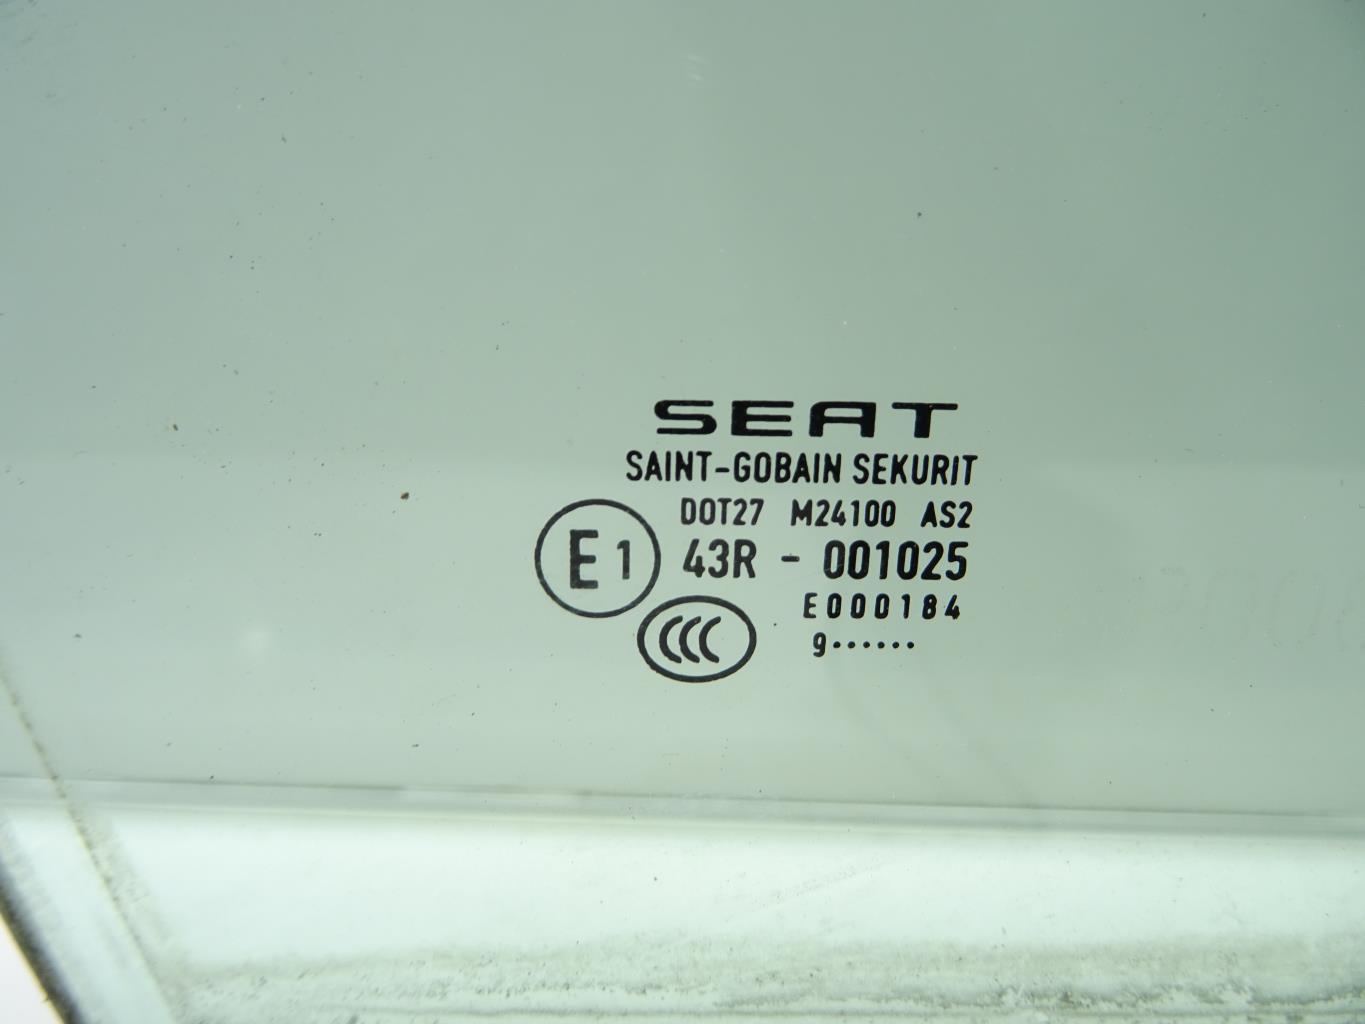 SEAT
SAINT-GOBAIN SEKURIT
DOT27 M24100 AS2
E1 43R - 001025
E000184
CCC
9······